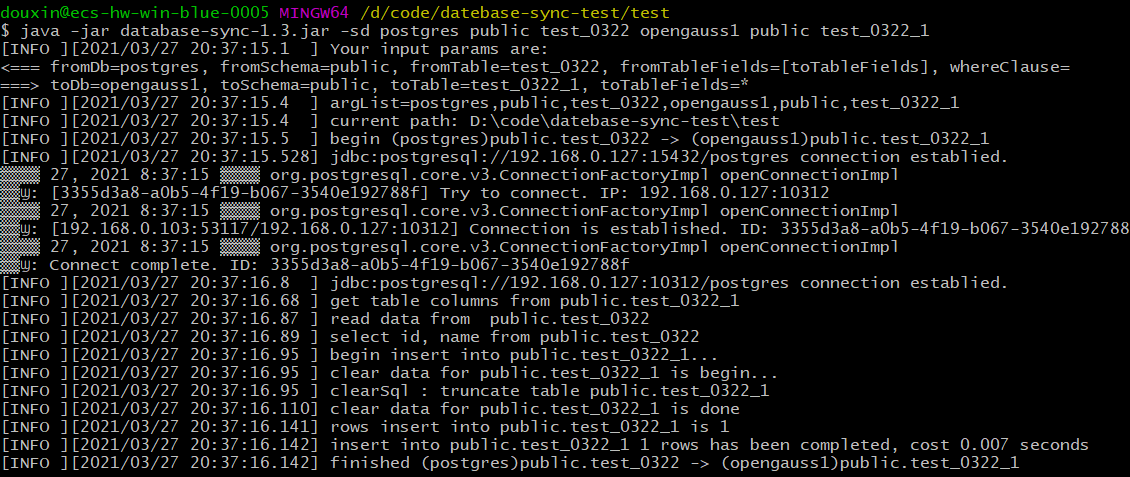 douxin@ecs-hw-win-blue-0005 MINGW64 /d/code/datebase-sync-test/test
$ java -jar database-sync-1.3.jar -sd postgres public test_0322 opengauss1 public test_0322_1
[INFO ][2021/03/27 20:37:15.1  ] Your input params are:
<=== fromDb=postgres, fromSchema=public, fromTable=test_0322, fromTableFields=[toTableFields], whereClause=
===> toDb=opengauss1, toSchema=public, toTable=test_0322_1, toTableFields=*
[INFO ][2021/03/27 20:37:15.4  ] argList=postgres,public,test_0322,opengauss1,public,test_0322_1
[INFO ][2021/03/27 20:37:15.4  ] current path: D:\code\datebase-sync-test\test
[INFO ][2021/03/27 20:37:15.5  ] begin (postgres)public.test_0322 -> (opengauss1)public.test_0322_1
[INFO ][2021/03/27 20:37:15.528] jdbc:postgresql://192.168.0.127:15432/postgres connection establied.
27, 2021 8:37:15 org.postgresql.core.v3.ConnectionFactoryImpl openConnectionImpl
: [3355d3a8-a0b5-4f19-b067-3540e192788f] Try to connect. IP: 192.168.0.127:10312
27, 2021 8:37:15 org.postgresql.core.v3.ConnectionFactoryImpl openConnectionImpl
: [192.168.0.103:53117/192.168.0.127:10312] Connection is established. ID: 3355d3a8-a0b5-4f19-b067-3540e192788
27, 2021 8:37:15 org.postgresql.core.v3.ConnectionFactoryImpl openConnectionImpl
: Connect complete. ID: 3355d3a8-a0b5-4f19-b067-3540e192788f
[INFO ][2021/03/27 20:37:16.8  ] jdbc:postgresql://192.168.0.127:10312/postgres connection establied.
[INFO ][2021/03/27 20:37:16.68 ] get table columns from public.test_0322_1
[INFO ][2021/03/27 20:37:16.87 ] read data from  public.test_0322
[INFO ][2021/03/27 20:37:16.89 ] select id, name from public.test_0322
[INFO ][2021/03/27 20:37:16.95 ] begin insert into public.test_0322_1...
[INFO ][2021/03/27 20:37:16.95 ] clear data for public.test_0322_1 is begin...
[INFO ][2021/03/27 20:37:16.95 ] clearSql : truncate table public.test_0322_1
[INFO ][2021/03/27 20:37:16.110] clear data for public.test_0322_1 is done
[INFO ][2021/03/27 20:37:16.141] rows insert into public.test_0322_1 is 1
[INFO ][2021/03/27 20:37:16.142] insert into public.test_0322_1 1 rows has been completed, cost 0.007 seconds
[INFO ][2021/03/27 20:37:16.142] finished (postgres)public.test_0322 -> (opengauss1)public.test_0322_1